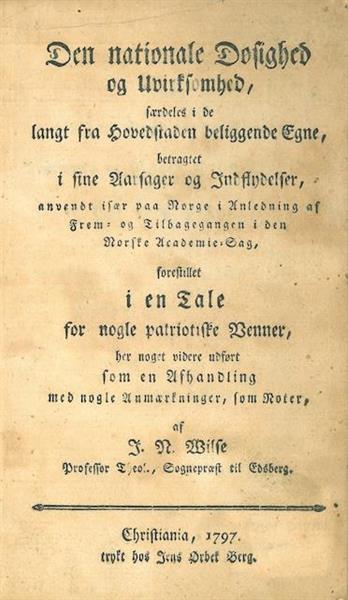 Den nationale Dosighed
og Uvirksomhed,
særdeles i de
langt fra Hovedstaden beliggende Egne,
betragtet
i sine Aarsager og Indflydelser,
anvendt især paa Norge i Anledning af
Frem- og Tilbagegangen i den
Norske Academie-Sag,
forestillet
i en Tale
for nogle patriotiske Venner,
her noget videre udført
som en Afhandling
med nogle Anmærkninger, som Noter,
af
J. N. Wilse
Professor Theol., Sognepræst til Edsberg.
Christiania, 1797.
trykt hos Jens Ørbek Berg.